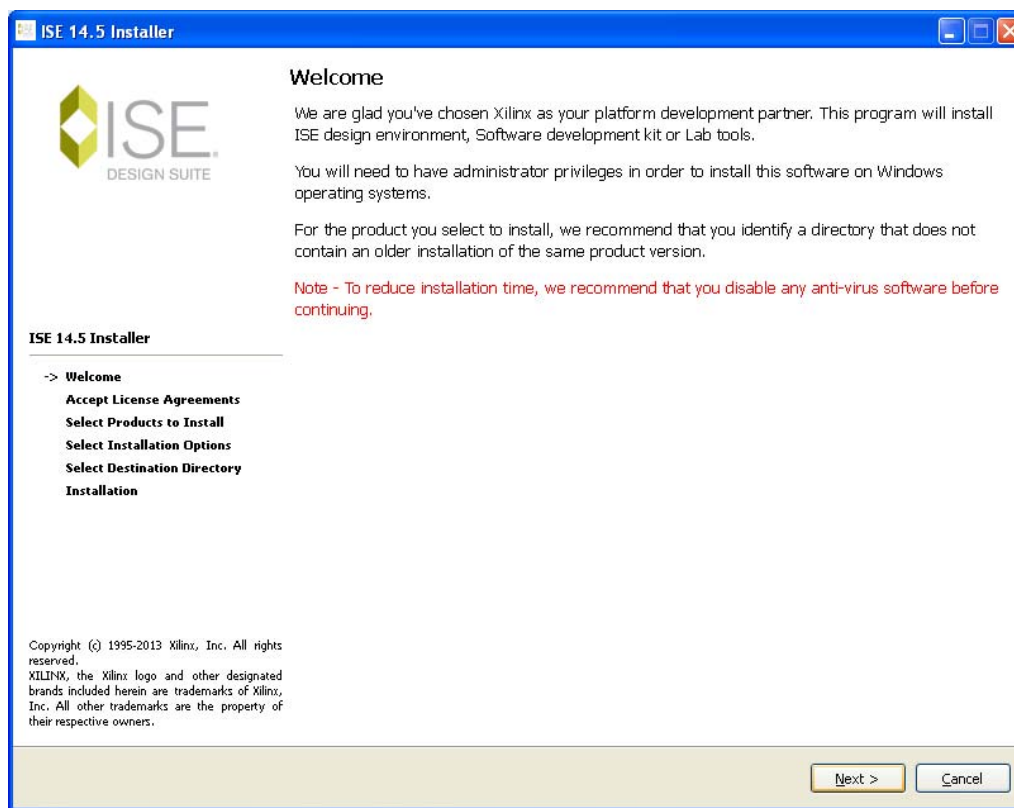 ISE 14.5 Installer
ISE
DESIGN SUITE
Welcome
We are glad you've chosen Xilinx as your platform development partner. This program will install
ISE design environment, Software development kit or Lab tools.
You will need to have administrator privileges in order to install this software on Windows
operating systems.
For the product you select to install, we recommend that you identify a directory that does not
contain an older installation of the same product version.
Note - To reduce installation time, we recommend that you disable any anti-virus software before
continuing.
ISE 14.5 Installer
-> Welcome
Accept License Agreements
Select Products to Install
Select Installation Options
Select Destination Directory
Installation
Copyright (c) 1995-2013 Xilinx, Inc. All rights
reserved.
XILINX, the Xilinx logo and other designated
brands included herein are trademarks of Xilinx,
Inc. All other trademarks are the property of
their respective owners.
Next >
Cancel